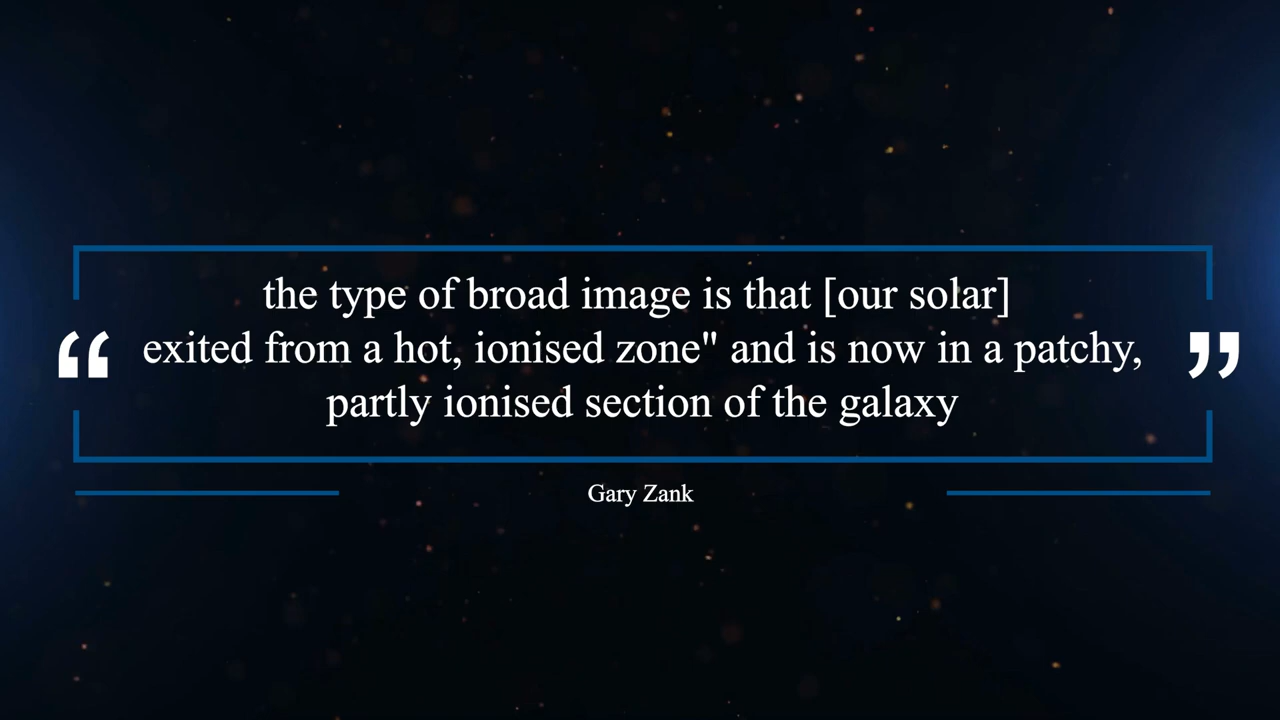 the type of broad image is that [our solar]
“ exited from a hot, ionised zone" and is now in a patchy, ”
partly ionised section of the galaxy
Gary Zank